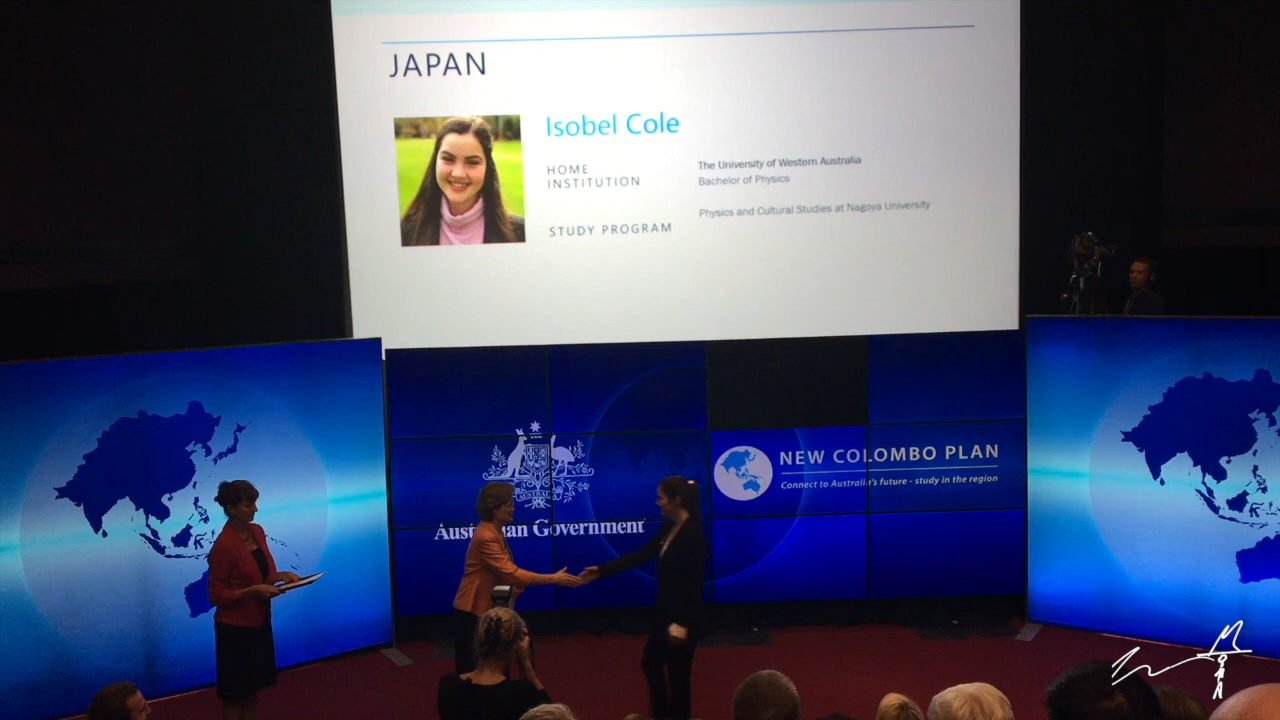 JAPAN
Isobel Cole
HOME
INSTITUTION
The University of Western Australia
Bachelor of Physics
Physics and Cultural Studies at Nagoya University
STUDY PROGRAM
AUSTRALIA
NEW COLOMBO PLAN
Connect to Australia's future - study in the region
Australian Government